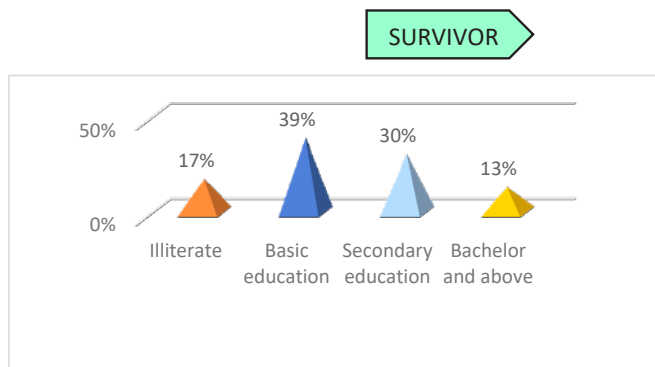 SURVIVOR
50%
39%
30%
17%
13%
0%
Illiterate
Basic
education
Secondary
education
Bachelor
and above